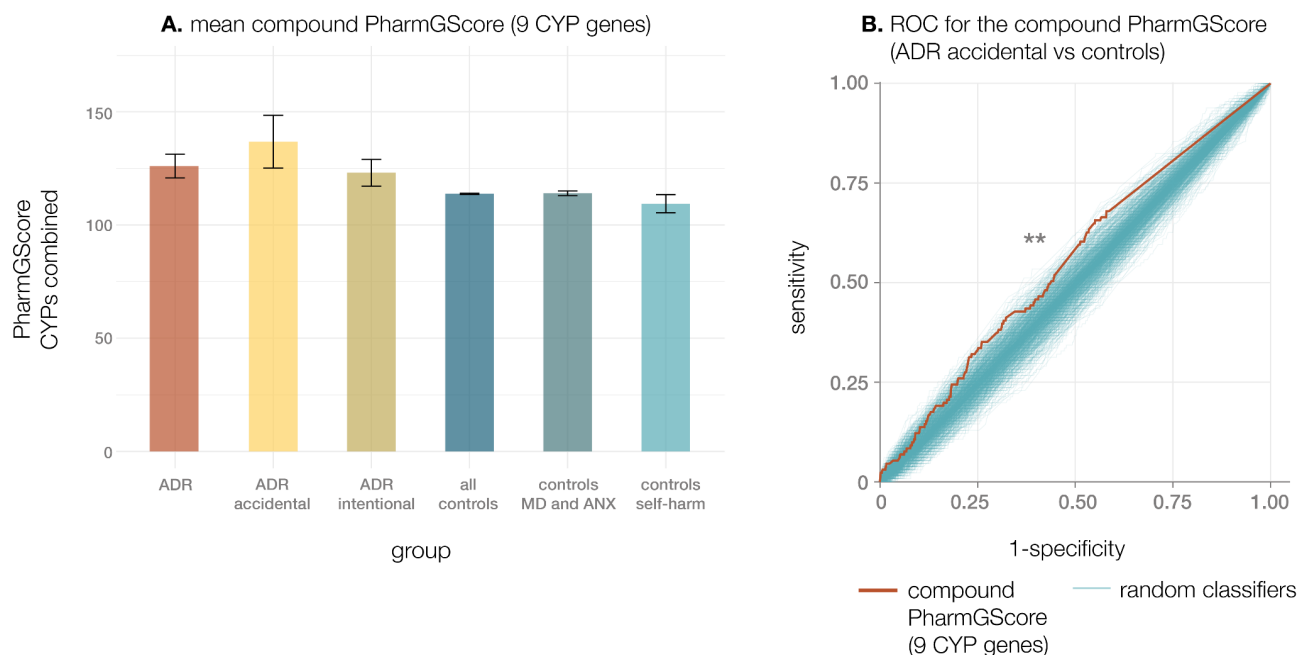 A. mean compound PharmGScore (9 CYP genes)
PharmGScore
CYPs combined
150
100
50
0
ADR
ADR
accidental
ADR
intentional
all
controls
controls
MD and ANX
controls
self-harm
group
B. ROC for the compound PharmGScore
(ADR accidental vs controls)
sensitivity
1.00
0.75
0.50
0.25
0
**
0
0.25
0.50
0.75
1.00
1-specificity
compound
PharmGScore
(9 CYP genes)
random classifiers